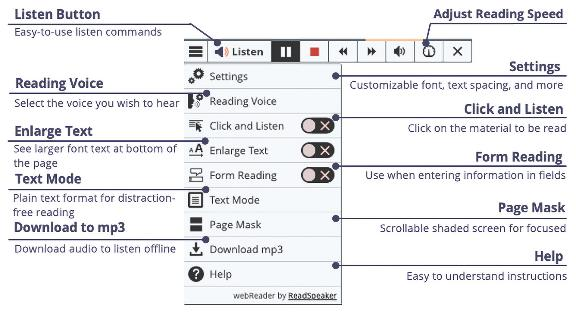 Listen Button
Easy-to-use listen commands
Reading Voice
Select the voice you wish to hear
Enlarge Text
See larger font text at bottom of
the page
Text Mode
Plain text format for distraction-
free reading
Download to mp3
Download audio to listen offline
Listen
Settings
Reading Voice
Click and Listen
A A Enlarge Text
Form Reading
Text Mode
Page Mask
Download mp3
? Help
webReader by ReadSpeaker
Adjust Reading Speed
Settings
Customizable font, text spacing, and more
Click and Listen
Click on the material to be read
Form Reading
Use when entering information in fields
Page Mask
Scrollable shaded screen for focused
Help
Easy to understand instructions